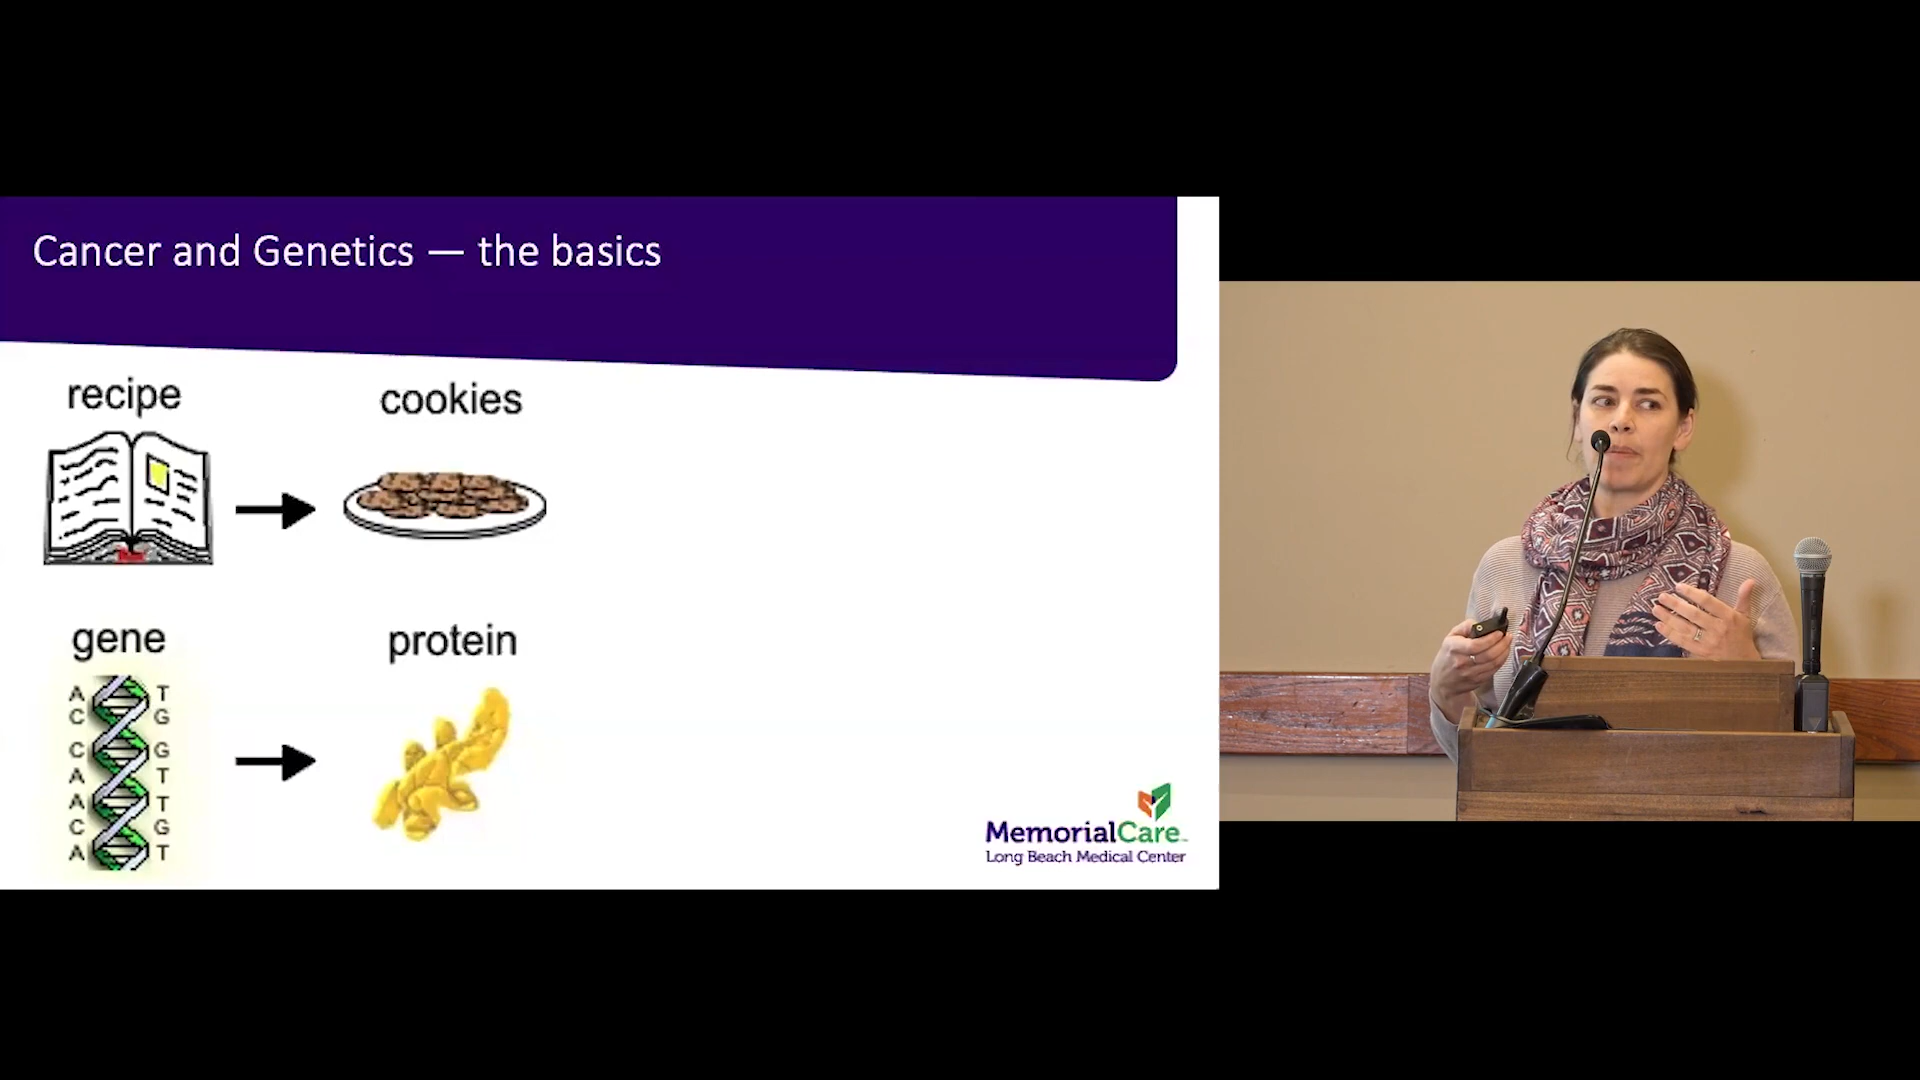 Cancer and Genetics — the basics
recipe
cookies
gene
protein
A T
C G
C G
A T
A T
C G
A T
MemorialCare
Long Beach Medical Center